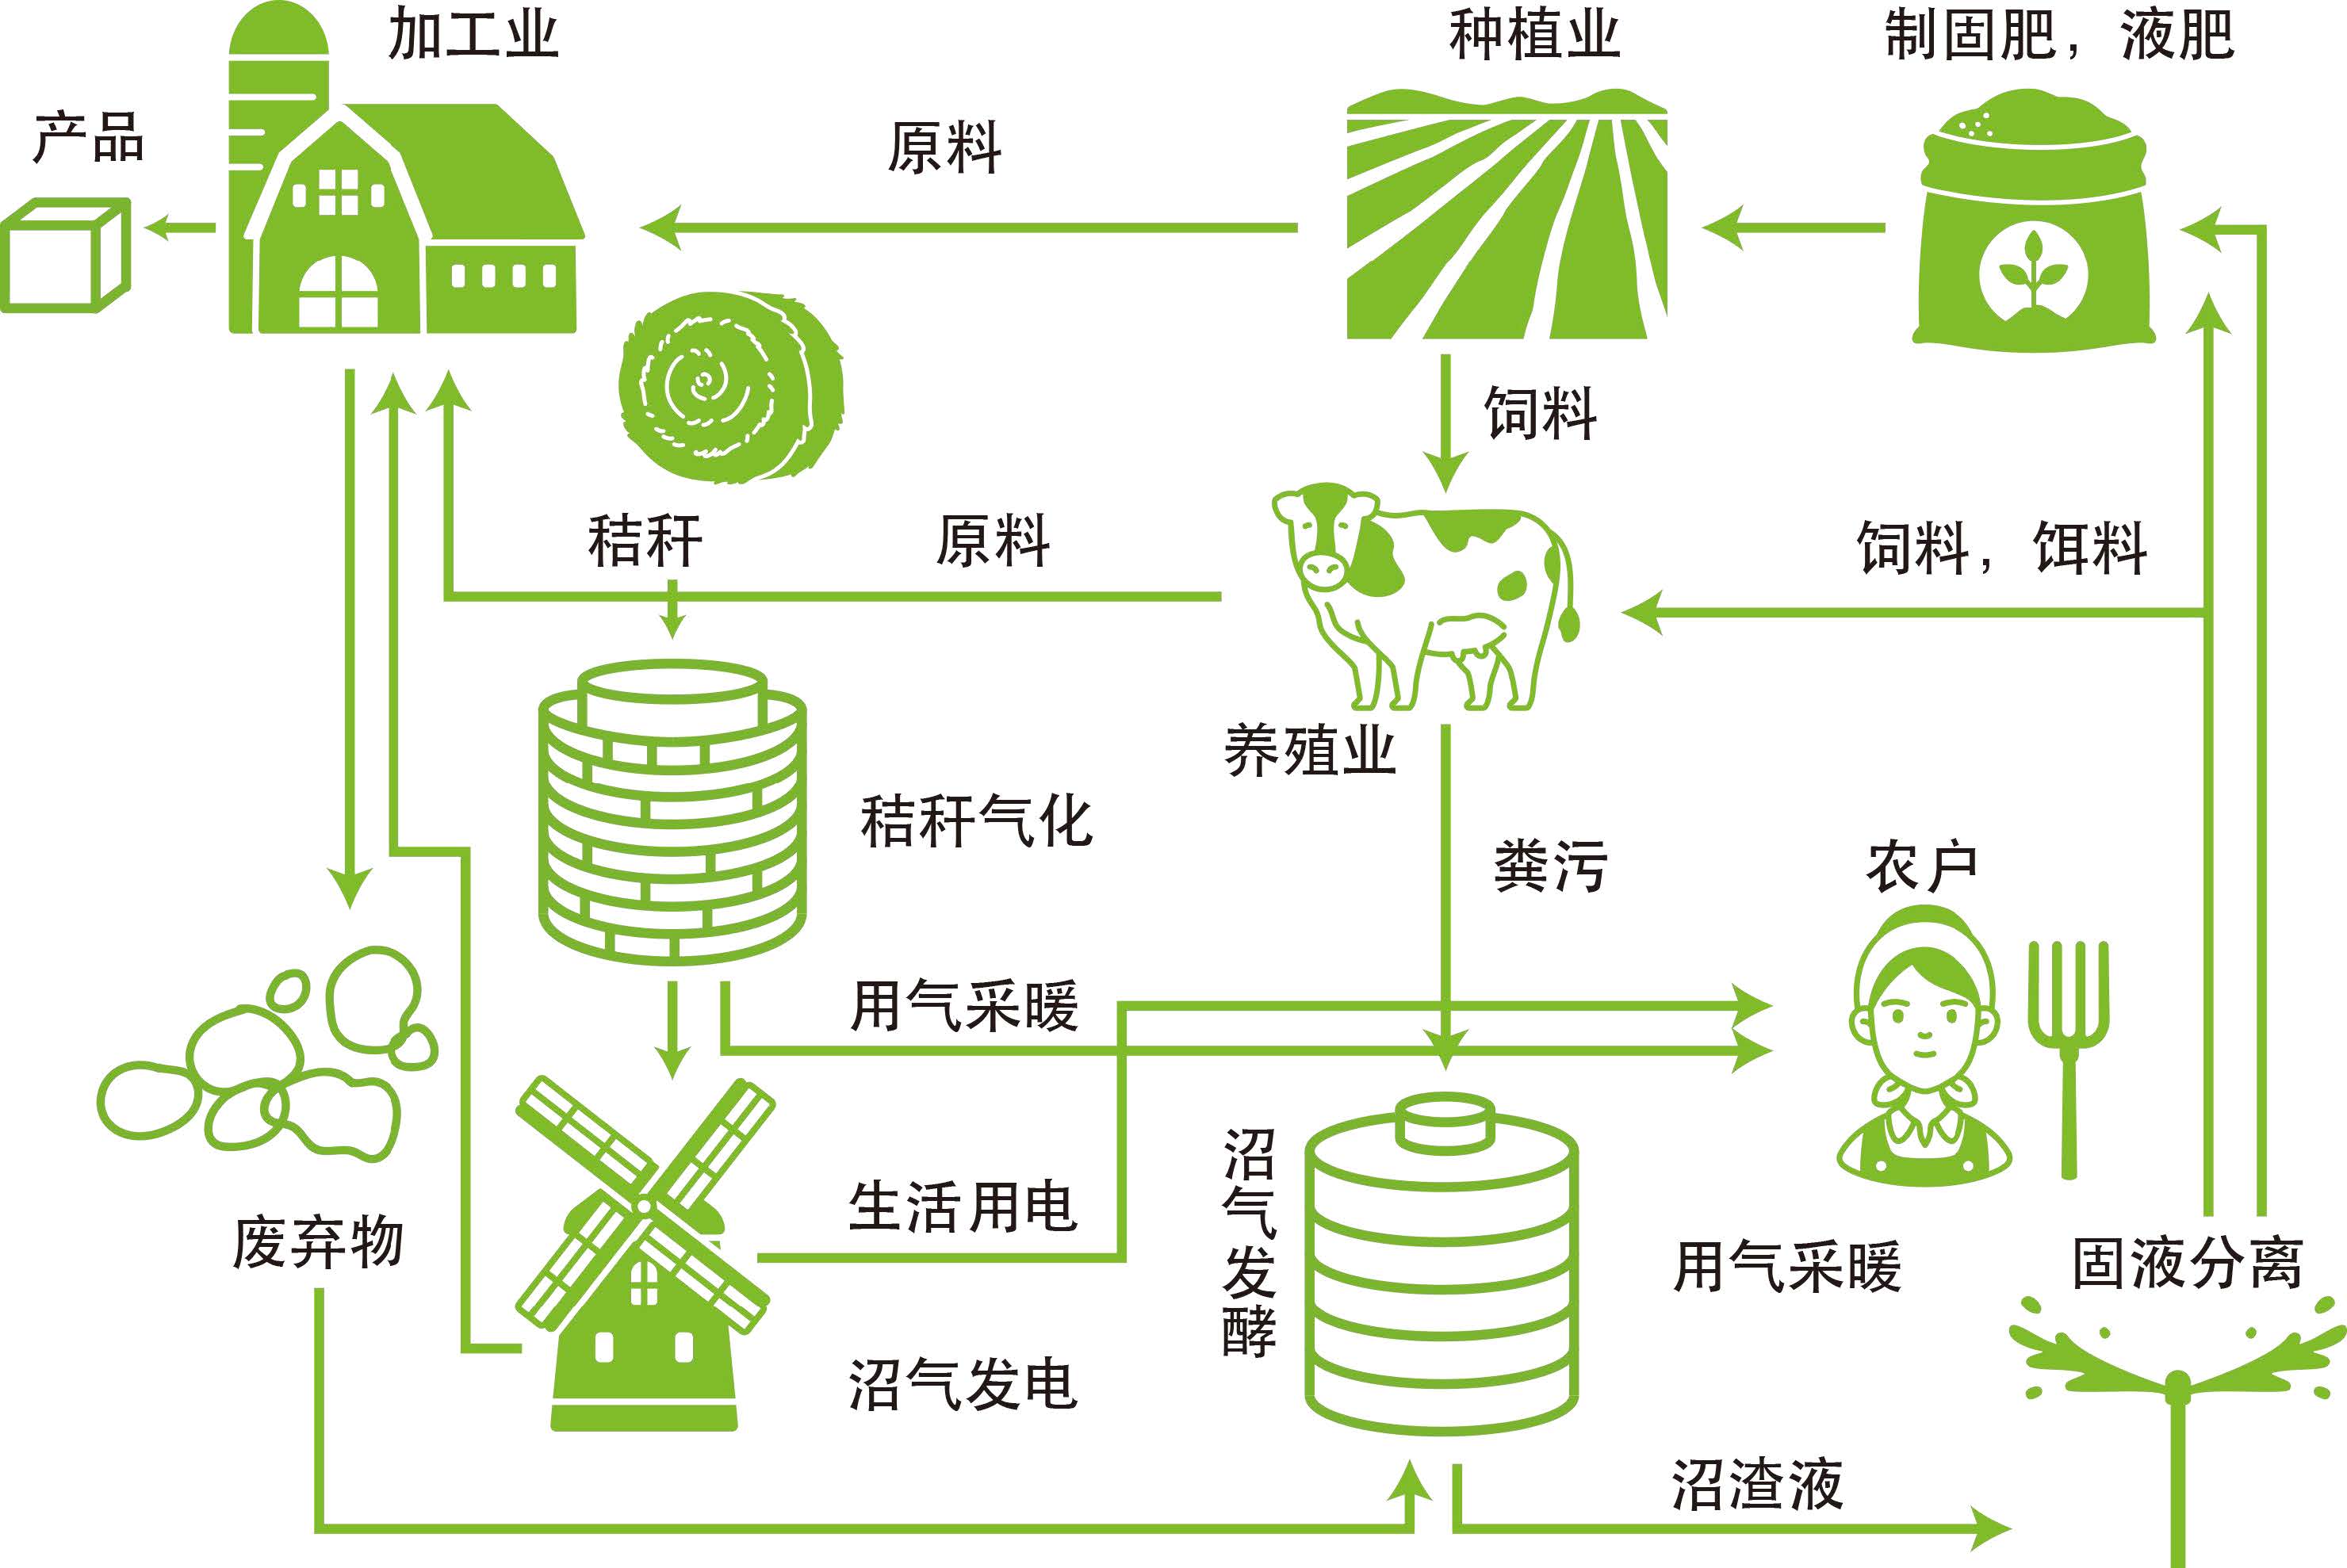 加工业
种植业
制固肥，液肥
产品
原料
饲料
秸秆
原料
饲料，饵料
养殖业
秸秆气化
粪污
农户
用气采暖
沼气发酵
生活用电
废弃物
用气采暖
固液分离
沼气发电
沼渣液